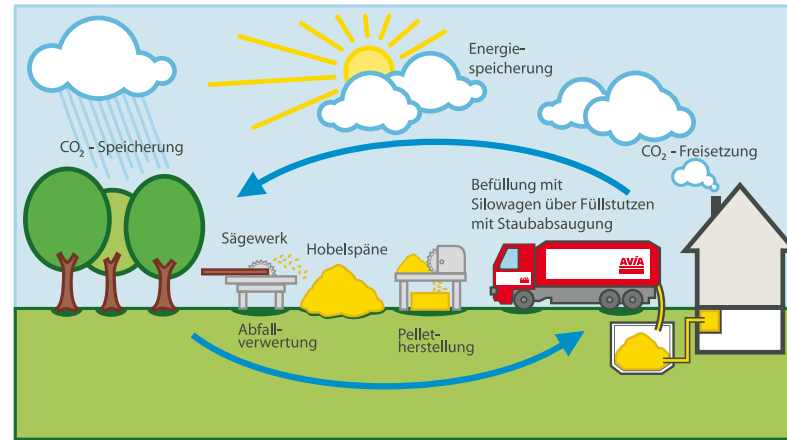 Energie-
speicherung
CO₂ - Speicherung
CO₂ - Freisetzung
Befüllung mit
Silowagen über Füllstutzen
mit Staubabsaugung
Sägewerk
Hobelspäne
AVIA
Abfall-
verwertung
Pellet-
herstellung